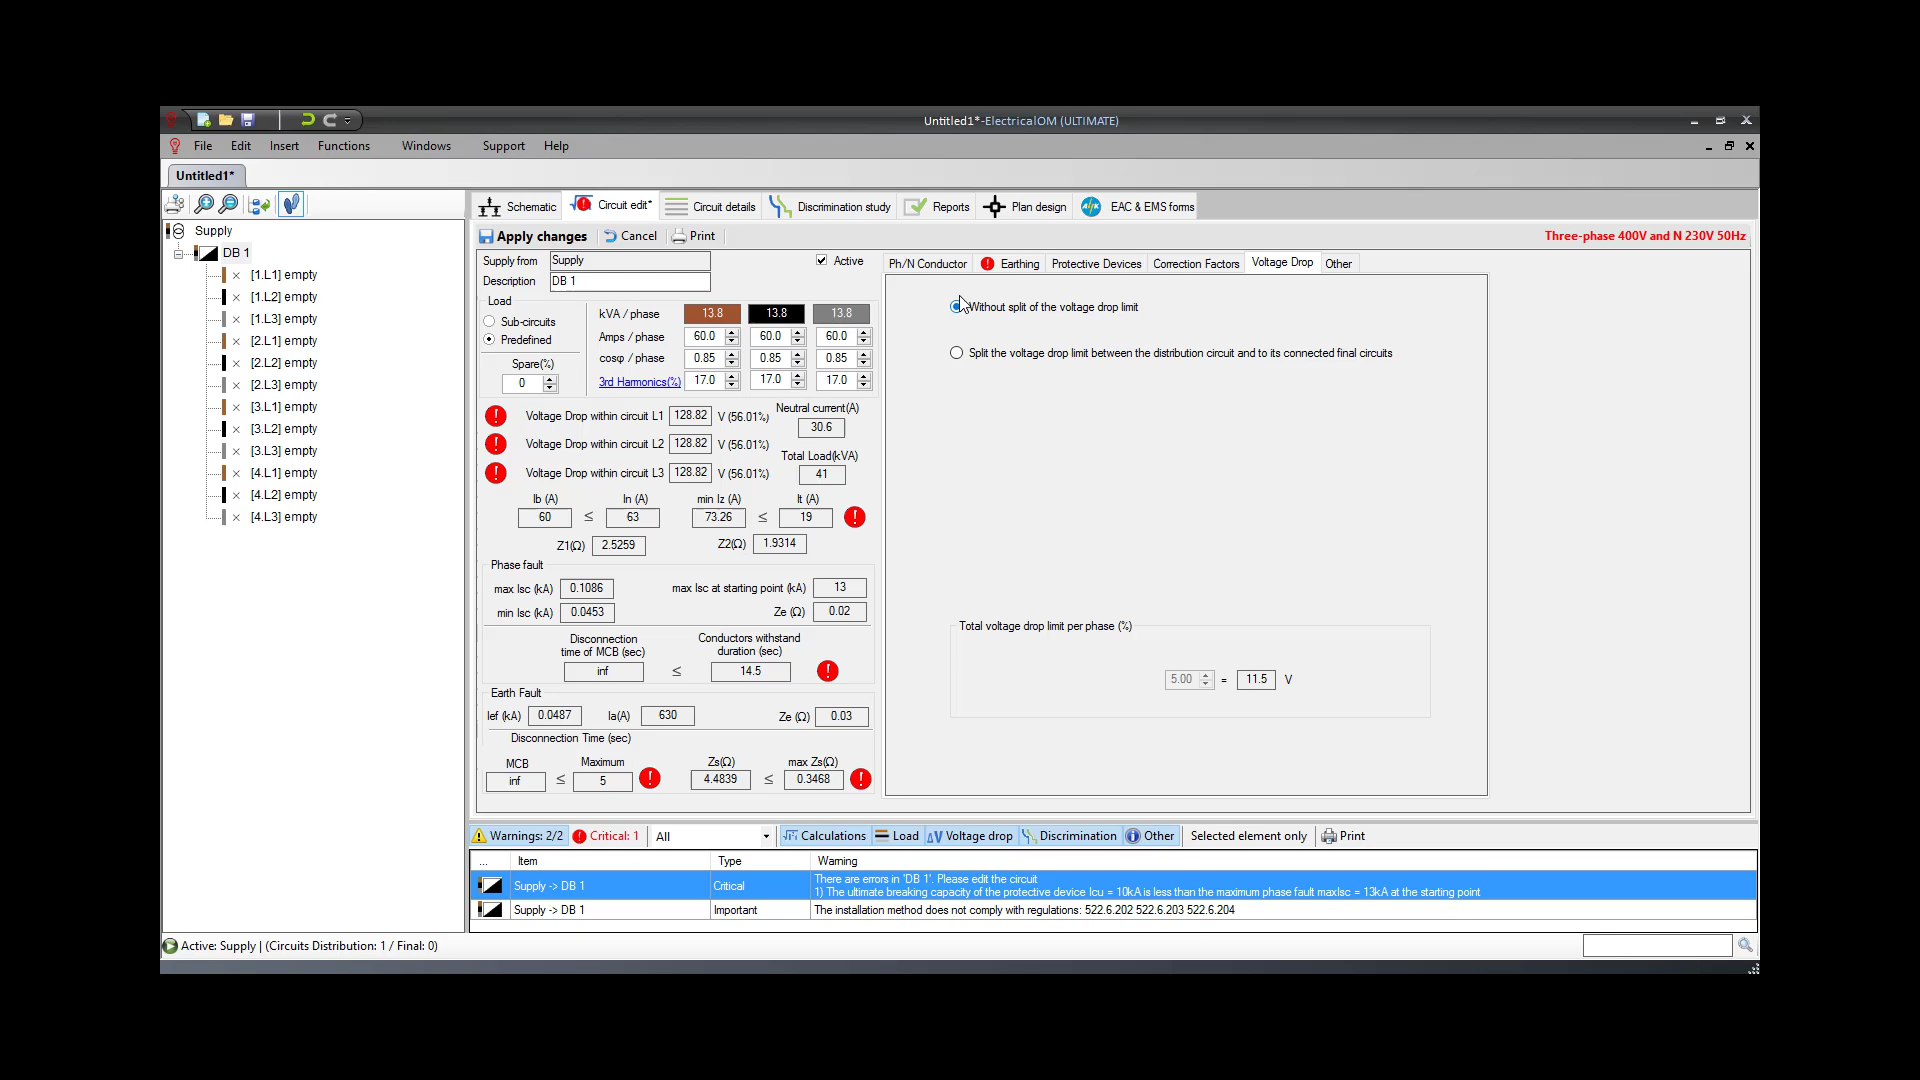 Untitled1*-ElectricalOM (ULTIMATE)
File Edit Insert Functions Windows Support Help
Untitled1*
Supply
DB 1
[1.L1] empty
[1.L2] empty
[1.L3] empty
[2.L1] empty
[2.L2] empty
[2.L3] empty
[3.L1] empty
[3.L2] empty
[3.L3] empty
[4.L1] empty
[4.L2] empty
[4.L3] empty
Schematic Circuit edit* Circuit details Discrimination study Reports Plan design EAC & EMS forms
Apply changes Cancel Print Three-phase 400V and N 230V 50Hz
Supply from Supply Active
Description DB 1
Load
Sub-circuits
Predefined
Spare(%)
0
kVA / phase 13.8 13.8 13.8
Amps / phase 60.0 60.0 60.0
cosφ / phase 0.85 0.85 0.85
3rd Harmonics(%) 17.0 17.0 17.0
Voltage Drop within circuit L1 128.82 V (56.01%)
Voltage Drop within circuit L2 128.82 V (56.01%)
Voltage Drop within circuit L3 128.82 V (56.01%)
Neutral current(A)
30.6
Total Load(kVA)
41
Ib (A) In (A) min Iz (A) It (A)
60 ≤ 63 73.26 ≤ 19
Z1(Ω) 2.5259 Z2(Ω) 1.9314
Phase fault
max Isc (kA) 0.1086 max Isc at starting point (kA) 13
min Isc (kA) 0.0453 Ze (Ω) 0.02
Disconnection time of MCB (sec)
Conductors withstand duration (sec)
inf ≤ 14.5
Earth Fault
Ief (kA) 0.0487 Ia(A) 630 Ze (Ω) 0.03
Disconnection Time (sec)
MCB Maximum Zs(Ω) max Zs(Ω)
inf ≤ 5 4.4839 ≤ 0.3468
Ph/N Conductor Earthing Protective Devices Correction Factors Voltage Drop Other
Without split of the voltage drop limit
Split the voltage drop limit between the distribution circuit and to its connected final circuits
Total voltage drop limit per phase (%)
5.00 = 11.5 V
Warnings: 2/2 Critical: 1 All Calculations Load ΔV Voltage drop Discrimination Other Selected element only Print
... Item Type Warning
Supply -> DB 1 Critical There are errors in 'DB 1'. Please edit the circuit
1) The ultimate breaking capacity of the protective device Icu = 10kA is less than the maximum phase fault maxIsc = 13kA at the starting point
Supply -> DB 1 Important The installation method does not comply with regulations: 522.6.202 522.6.203 522.6.204
Active: Supply | (Circuits Distribution: 1 / Final: 0)